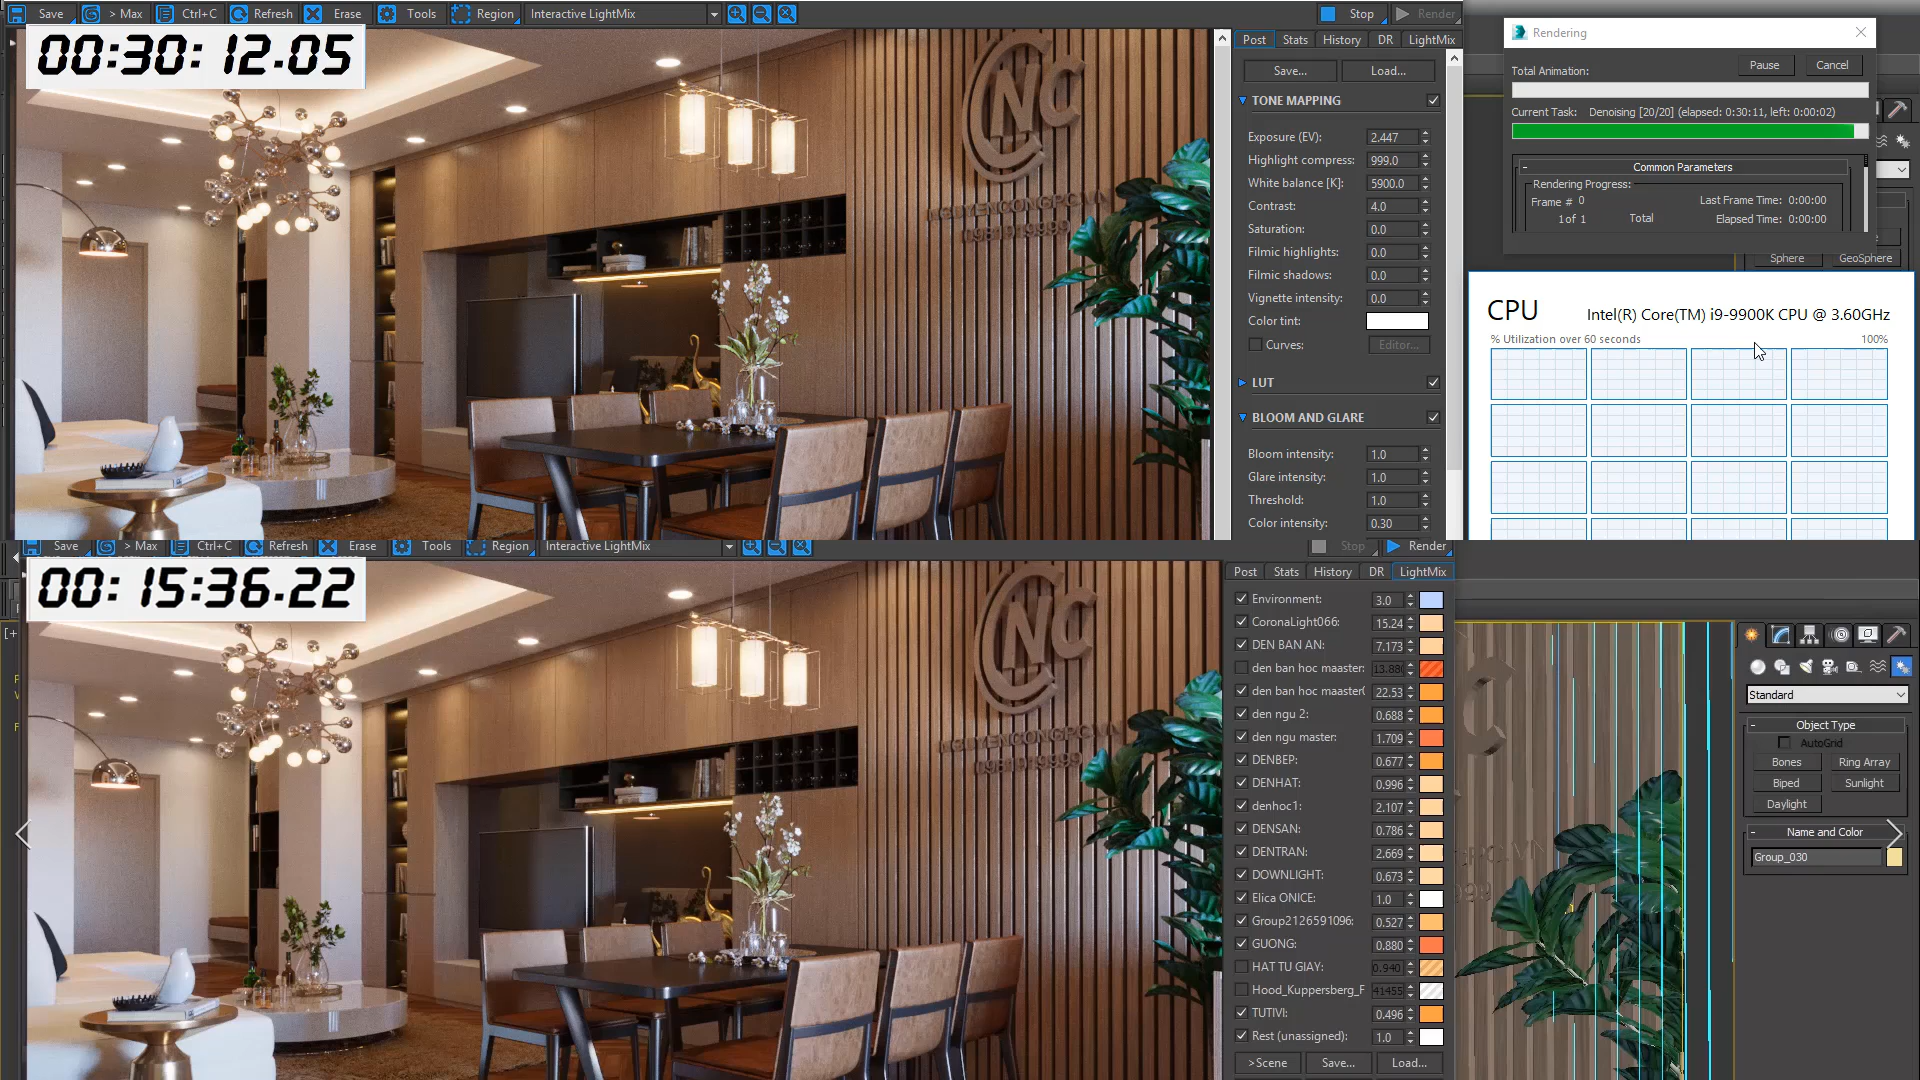 Save > Max Ctrl+C Refresh Erase Tools Region Interactive LightMix Stop Render
00:30:12.05
Post Stats History DR LightMix
Save... Load...
TONE MAPPING
Exposure (EV): 2.447
Highlight compress: 999.0
White balance [K]: 5900.0
Contrast: 4.0
Saturation: 0.0
Filmic highlights: 0.0
Filmic shadows: 0.0
Vignette intensity: 0.0
Color tint:
Curves: Editor...
LUT
BLOOM AND GLARE
Bloom intensity: 1.0
Glare intensity: 1.0
Threshold: 1.0
Color intensity: 0.30
Rendering
Total Animation: Pause Cancel
Current Task: Denoising [20/20] (elapsed: 0:30:11, left: 0:00:02)
- Common Parameters
Rendering Progress:
Frame # 0 Last Frame Time: 0:00:00
1 of 1 Total Elapsed Time: 0:00:00
Sphere GeoSphere
CPU Intel(R) Core(TM) i9-9900K CPU @ 3.60GHz
% Utilization over 60 seconds 100%
CNC
Save > Max Ctrl+C Refresh Erase Tools Region Interactive LightMix Stop Render
00:15:36.22
Post Stats History DR LightMix
Environment: 3.0
CoronaLight066: 15.24
DEN BAN AN: 7.173
den ban hoc maaster: 13.88
den ban hoc maaster 22.53
den ngu 2: 0.688
den ngu master: 1.709
DENBEP: 0.677
DENHAT: 0.996
denhoc1: 2.107
DENSAN: 0.786
DENTRAN: 2.669
DOWNLIGHT: 0.673
Elica ONICE: 1.0
Group2126591096: 0.527
GUONG: 0.880
HAT TU GIAY: 0.940
Hood_Kuppersberg_F 41455
TUTIVI: 0.496
Rest (unassigned): 1.0
>Scene Save... Load...
CNC
[+
Standard
- Object Type
AutoGrid
Bones Ring Array
Biped Sunlight
Daylight
- Name and Color
Group_030